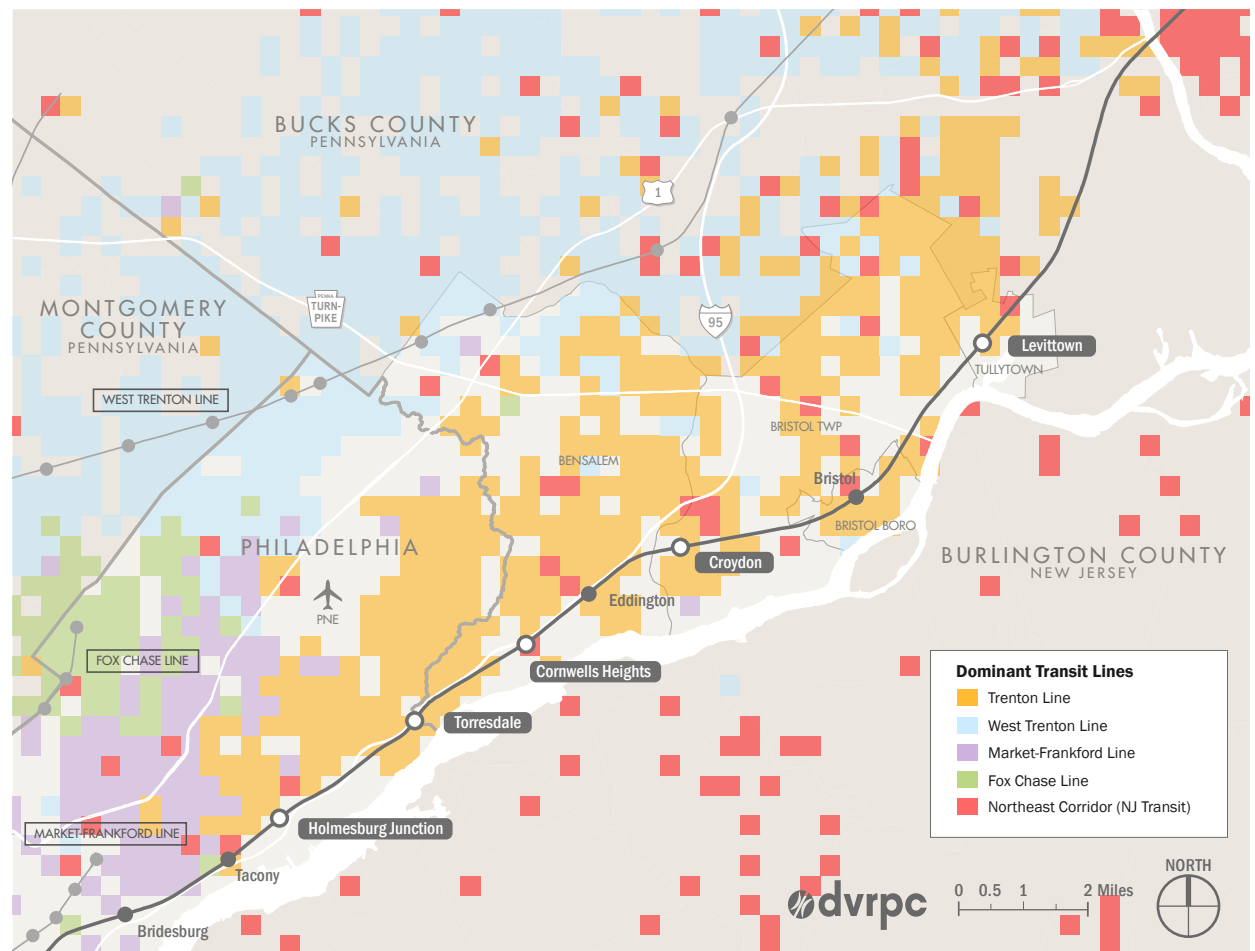 BUCKS COUNTY
PENNSYLVANIA
1
MONTGOMERY
COUNTY
PENNSYLVANIA
PENNA
TURN-
PIKE
95
Levittown
TULLYTOWN
WEST TRENTON LINE
BRISTOL TWP
BENSALEM
Bristol
BRISTOL BORO
PHILADELPHIA
Croydon
BURLINGTON COUNTY
NEW JERSEY
Eddington
PNE
FOX CHASE LINE
Cornwells Heights
Torresdale
Dominant Transit Lines
Trenton Line
West Trenton Line
Market-Frankford Line
Fox Chase Line
Northeast Corridor (NJ Transit)
Holmesburg Junction
MARKET-FRANKFORD LINE
Tacony
Bridesburg
dvrpc
0 0.5 1 2 Miles
NORTH